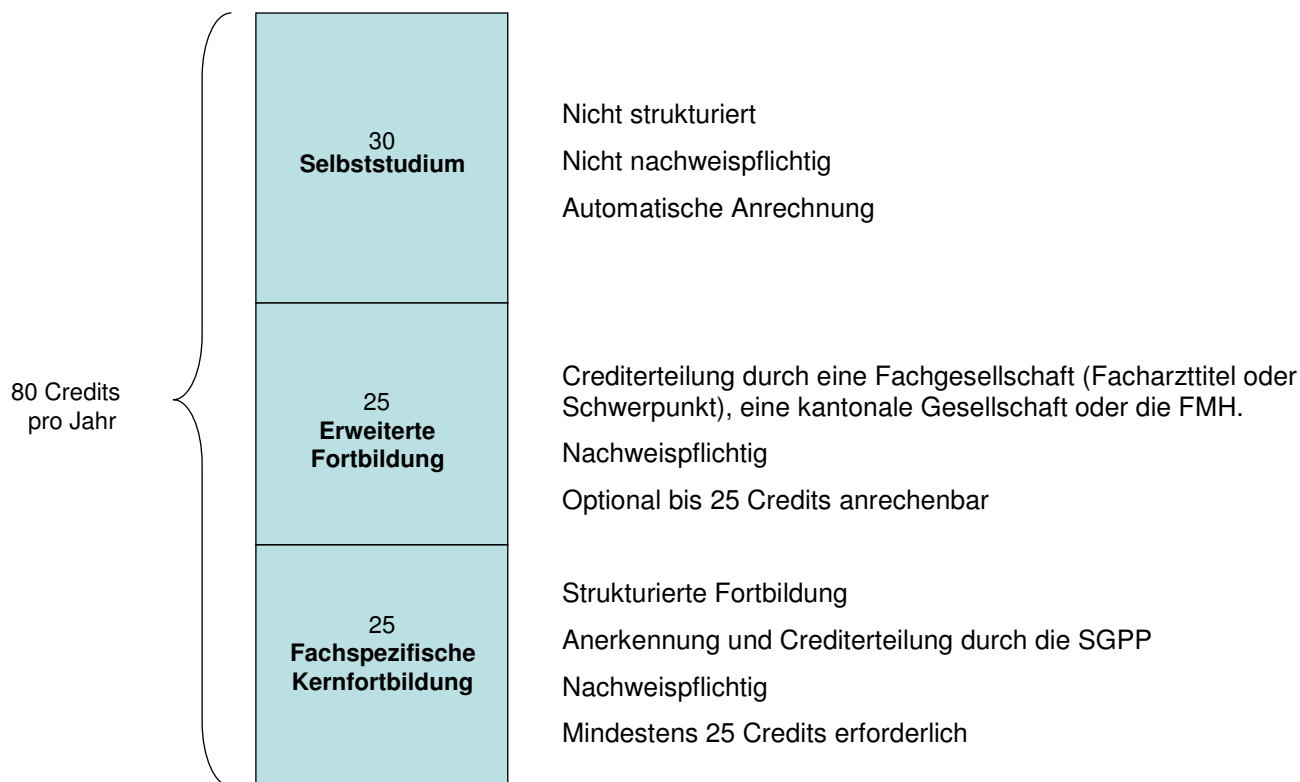 30
Selbststudium
Nicht strukturiert
Nicht nachweispflichtig
Automatische Anrechnung
80 Credits
pro Jahr
25
Erweiterte
Fortbildung
Crediterteilung durch eine Fachgesellschaft (Facharzttitel oder
Schwerpunkt), eine kantonale Gesellschaft oder die FMH.
Nachweispflichtig
Optional bis 25 Credits anrechenbar
25
Fachspezifische
Kernfortbildung
Strukturierte Fortbildung
Anerkennung und Crediterteilung durch die SGPP
Nachweispflichtig
Mindestens 25 Credits erforderlich